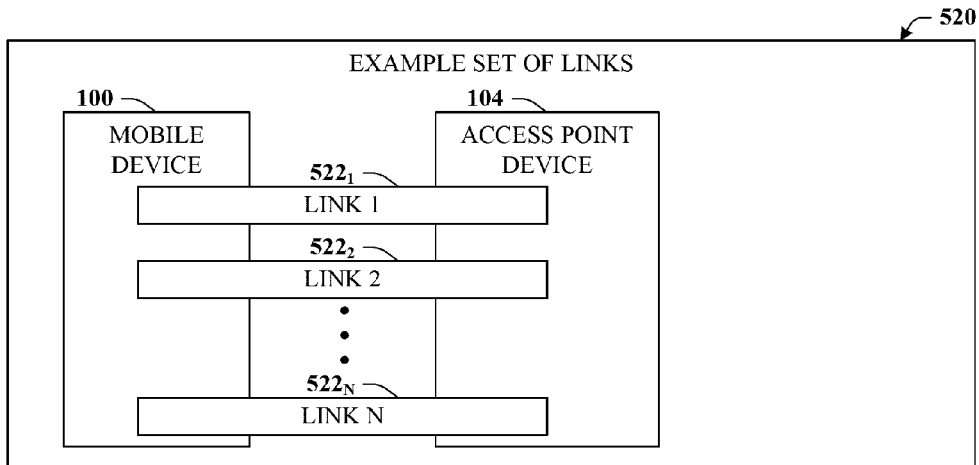 520
EXAMPLE SET OF LINKS
100
104
MOBILE
DEVICE
ACCESS POINT
DEVICE
522₁
LINK 1
522₂
LINK 2
522N
LINK N